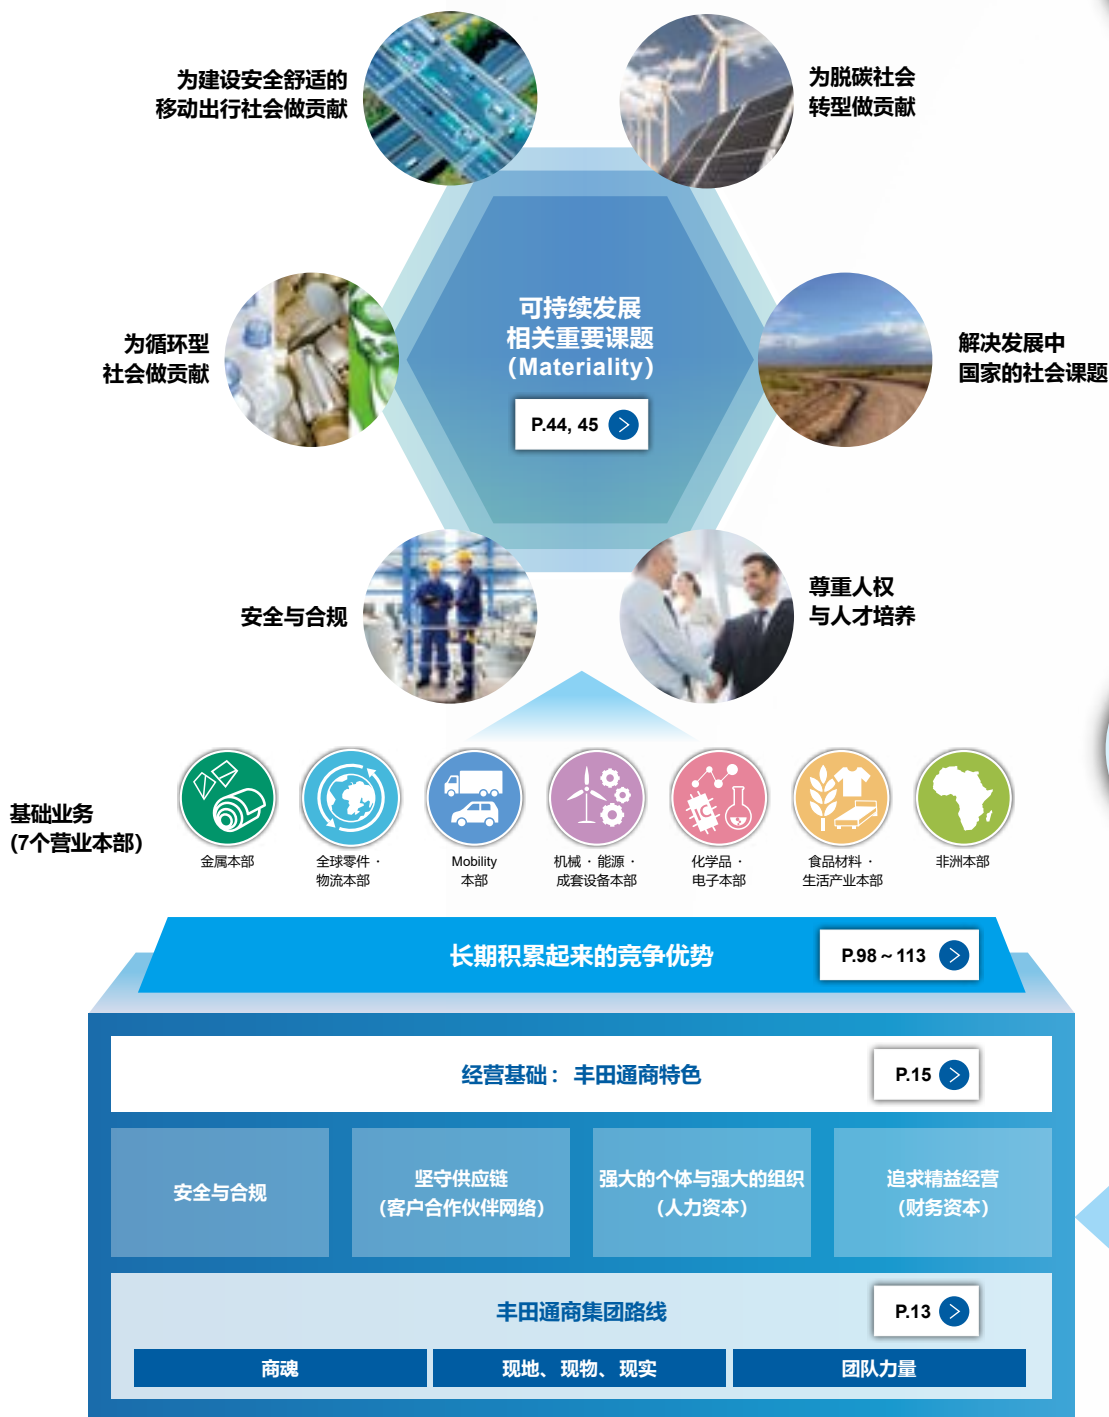 为建设安全舒适的
移动出行社会做贡献
为脱碳社会
转型做贡献
可持续发展
相关重要课题
(Materiality)
P.44, 45
为循环型
社会做贡献
解决发展中
国家的社会课题
安全与合规
尊重人权
与人才培养
基础业务
(7个营业本部)
金属本部
全球零件・
物流本部
Mobility
本部
机械・能源・
成套设备本部
IC
化学品・
电子本部
食品材料・
生活产业本部
非洲本部
长期积累起来的竞争优势
P.98～113
经营基础：丰田通商特色
P.15
安全与合规
坚守供应链
(客户合作伙伴网络)
强大的个体与强大的组织
(人力资本)
追求精益经营
(财务资本)
丰田通商集团路线
P.13
商魂
现地、现物、现实
团队力量